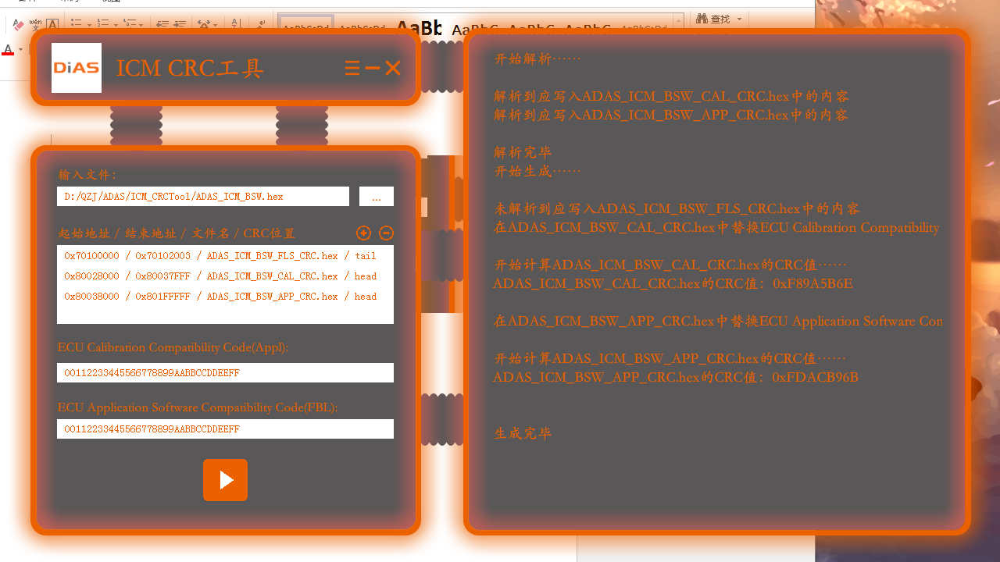 查找
DiAS
ICM CRC工具
输入文件:
D:/QZJ/ADAS/ICM_CRCTool/ADAS_ICM_BSW.hex
...
起始地址 / 结束地址 / 文件名 / CRC位置
0x70100000 / 0x70102003 / ADAS_ICM_BSW_FLS_CRC.hex / tail
0x80028000 / 0x80037FFF / ADAS_ICM_BSW_CAL_CRC.hex / head
0x80038000 / 0x801FFFFF / ADAS_ICM_BSW_APP_CRC.hex / head
ECU Calibration Compatibility Code(Appl):
00112233445566778899AABBCCDDEEFF
ECU Application Software Compatibility Code(FBL):
00112233445566778899AABBCCDDEEFF
开始解析……
解析到应写入ADAS_ICM_BSW_CAL_CRC.hex中的内容
解析到应写入ADAS_ICM_BSW_APP_CRC.hex中的内容
解析完毕
开始生成……
未解析到应写入ADAS_ICM_BSW_FLS_CRC.hex中的内容
在ADAS_ICM_BSW_CAL_CRC.hex中替换ECU Calibration Compatibility
开始计算ADAS_ICM_BSW_CAL_CRC.hex的CRC值……
ADAS_ICM_BSW_CAL_CRC.hex的CRC值：0xF89A5B6E
在ADAS_ICM_BSW_APP_CRC.hex中替换ECU Application Software Con
开始计算ADAS_ICM_BSW_APP_CRC.hex的CRC值……
ADAS_ICM_BSW_APP_CRC.hex的CRC值：0xFDACB96B
生成完毕